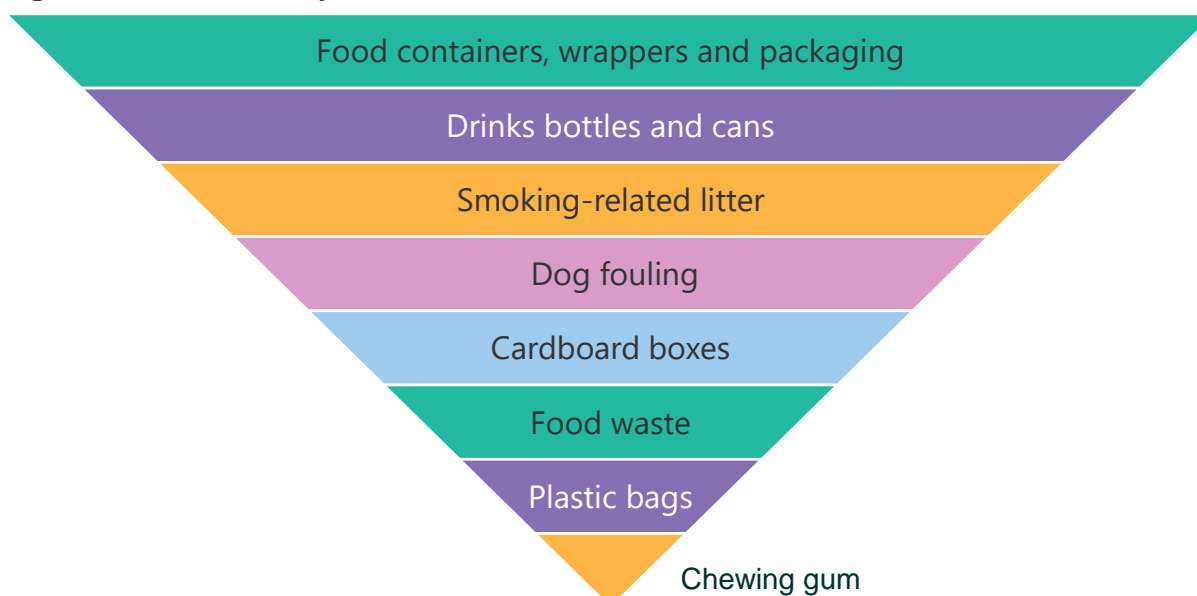 Food containers, wrappers and packaging
Drinks bottles and cans
Smoking-related litter
Dog fouling
Cardboard boxes
Food waste
Plastic bags
Chewing gum